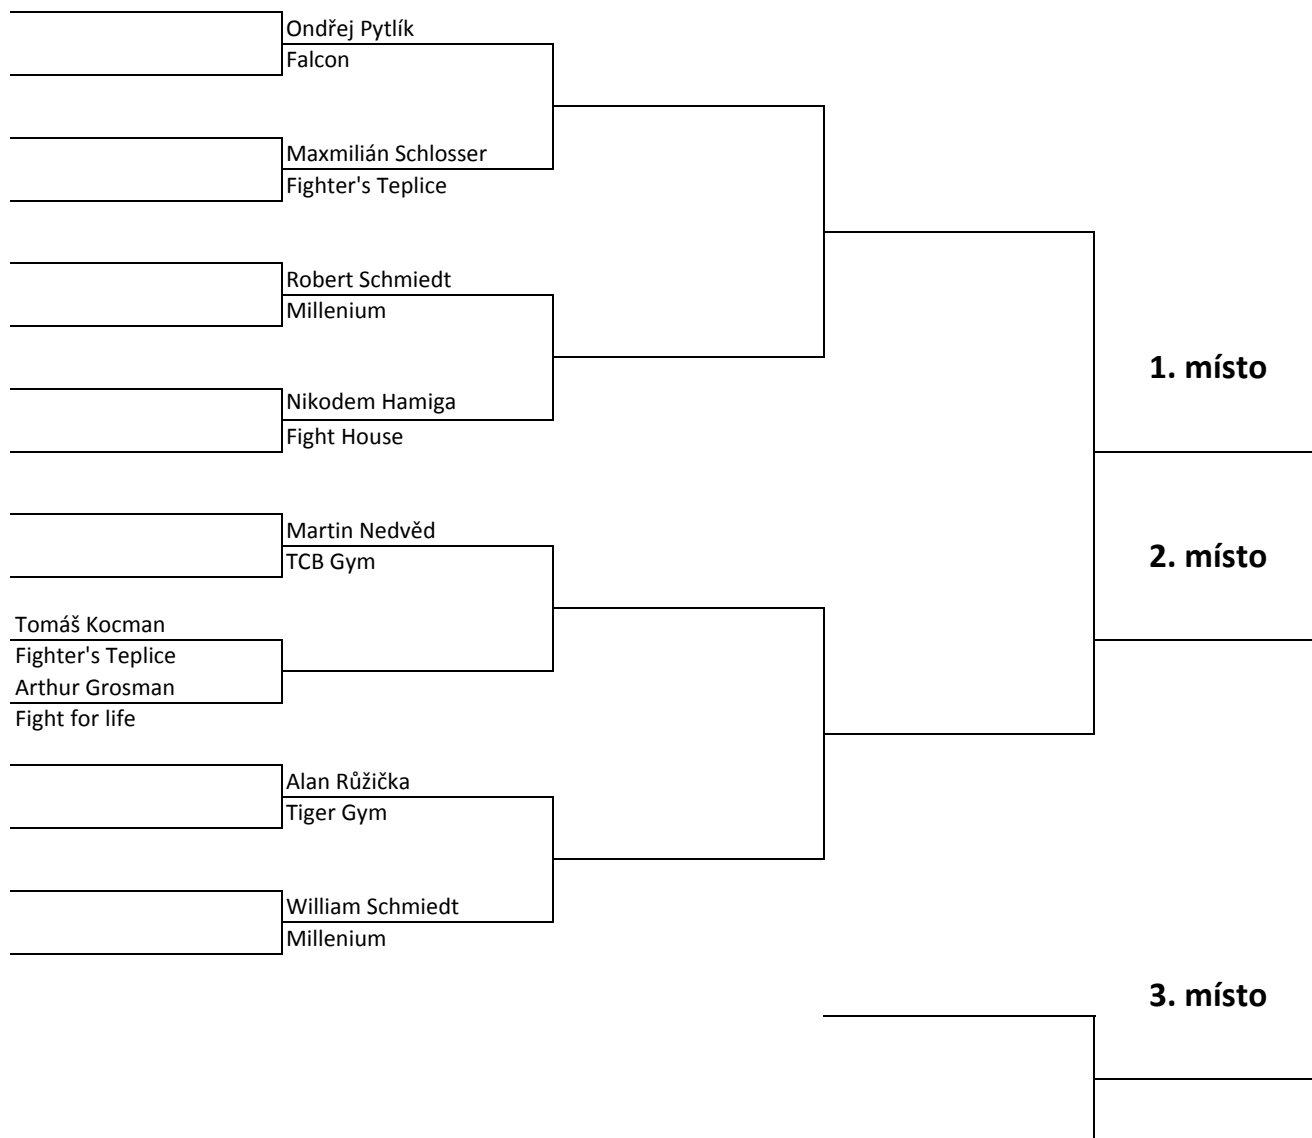 Ondřej Pytlík
Falcon
Maxmilián Schlosser
Fighter's Teplice
Robert Schmiedt
Millenium
1. místo
Nikodem Hamiga
Fight House
Martin Nedvěd
TCB Gym
2. místo
Tomáš Kocman
Fighter's Teplice
Arthur Grosman
Fight for life
Alan Růžička
Tiger Gym
William Schmiedt
Millenium
3. místo